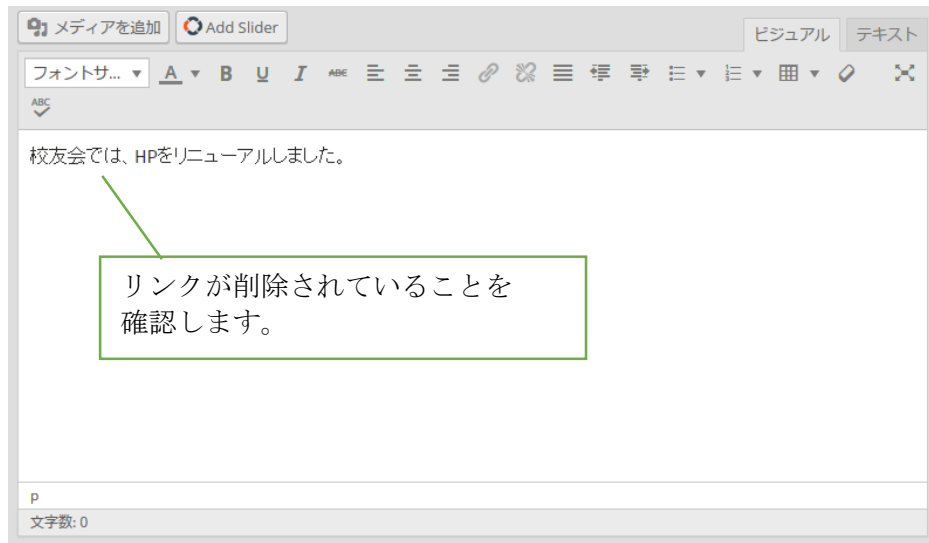 メディアを追加 Add Slider
ビジュアル テキスト
フォントサ... A B U I ABC
ABC
校友会では、HPをリニューアルしました。
リンクが削除されていることを
確認します。
p
文字数: 0